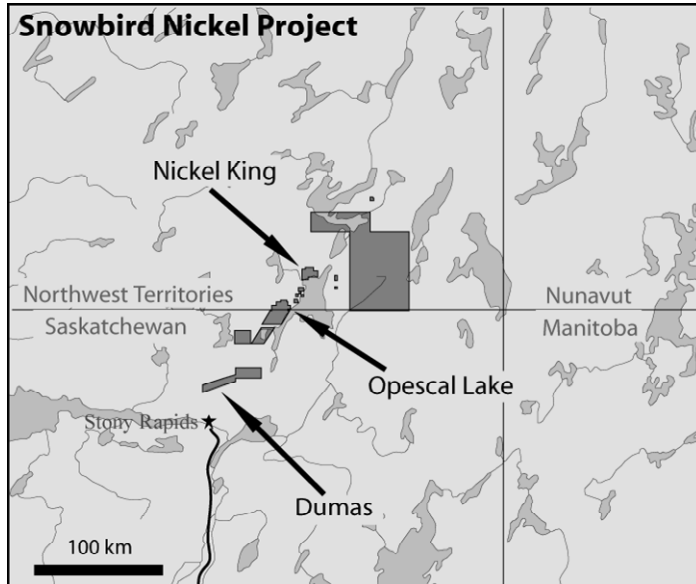 Snowbird Nickel Project
Nickel King
Northwest Territories
Nunavut
Saskatchewan
Manitoba
Opescal Lake
Stony Rapids
Dumas
100 km